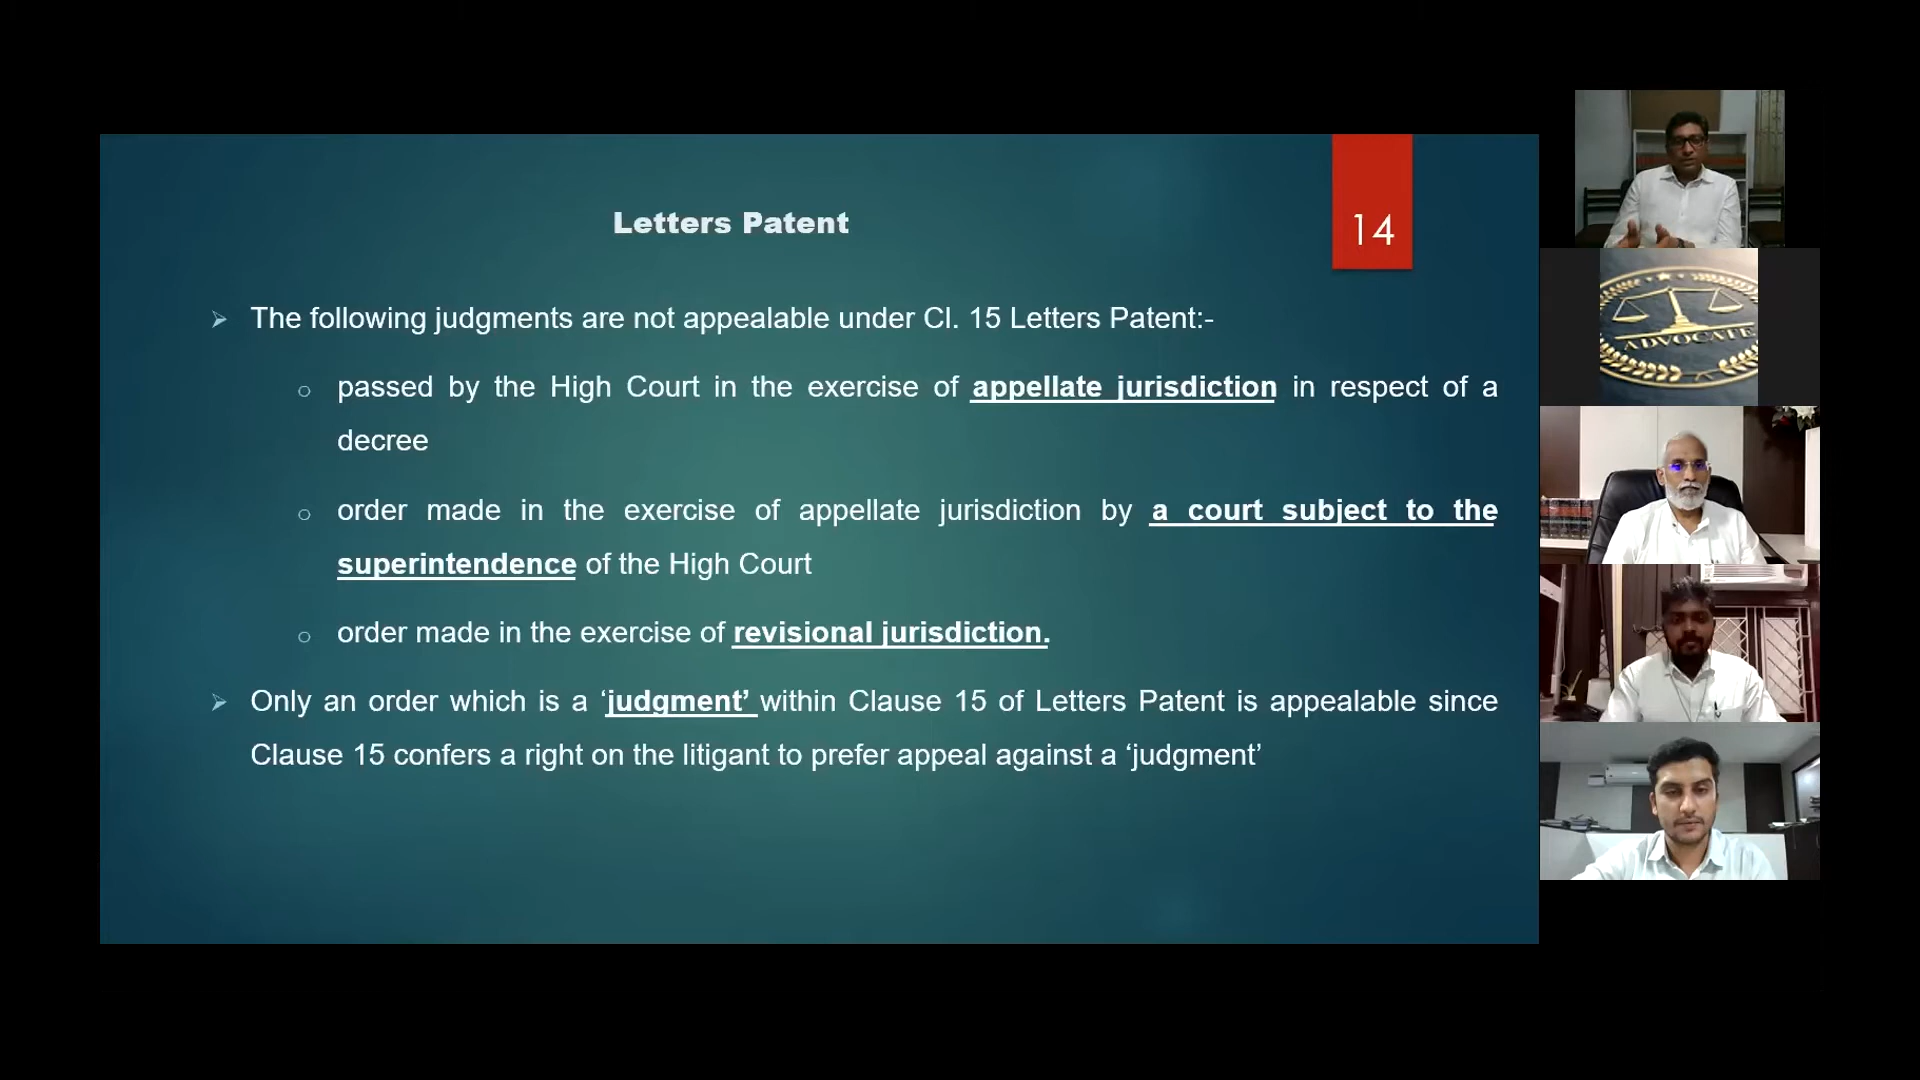 Letters Patent
14
➢ The following judgments are not appealable under Cl. 15 Letters Patent:-
o passed by the High Court in the exercise of appellate jurisdiction in respect of a
decree
o order made in the exercise of appellate jurisdiction by a court subject to the
superintendence of the High Court
o order made in the exercise of revisional jurisdiction.
➢ Only an order which is a ‘judgment’ within Clause 15 of Letters Patent is appealable since
Clause 15 confers a right on the litigant to prefer appeal against a ‘judgment’
ADVOCATE